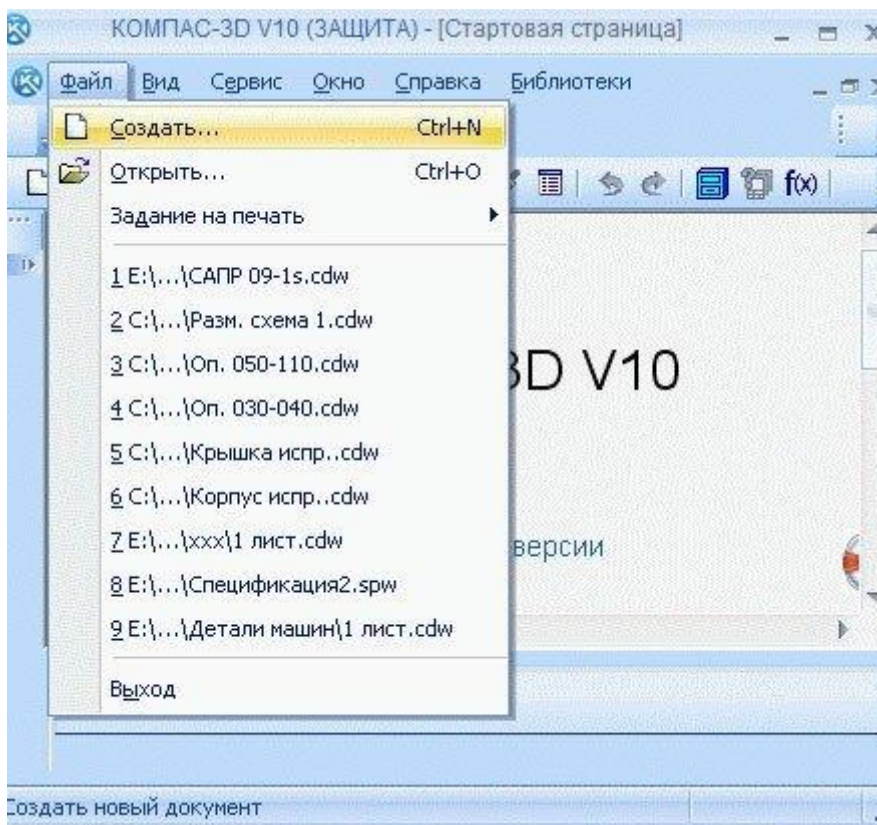 КОМПАС-3D V10 (ЗАЩИТА) - [Стартовая страница]
Файл Вид Сервис Окно Справка Библиотеки
Создать... Ctrl+N
Открыть... Ctrl+O
f(x)
Задание на печать
1 E:\...\САПР 09-1s.cdw
2 C:\...\Разм. схема 1.cdw
3 C:\...\Оп. 050-110.cdw
3D V10
4 C:\...\Оп. 030-040.cdw
5 C:\...\Крышка испр..cdw
6 C:\...\Корпус испр..cdw
7 E:\...\xxx\1 лист.cdw
версии
8 E:\...\Спецификация2.spw
9 E:\...\Детали машин\1 лист.cdw
Выход
Создать новый документ